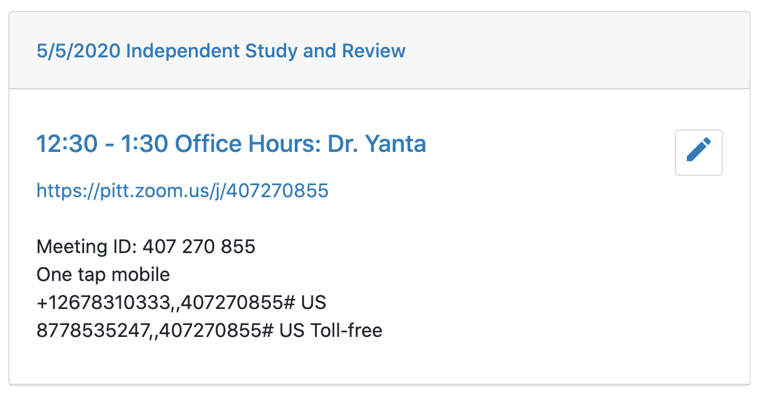 5/5/2020 Independent Study and Review
12:30 - 1:30 Office Hours: Dr. Yanta
https://pitt.zoom.us/j/407270855
Meeting ID: 407 270 855
One tap mobile
+12678310333,,407270855# US
8778535247,,407270855# US Toll-free